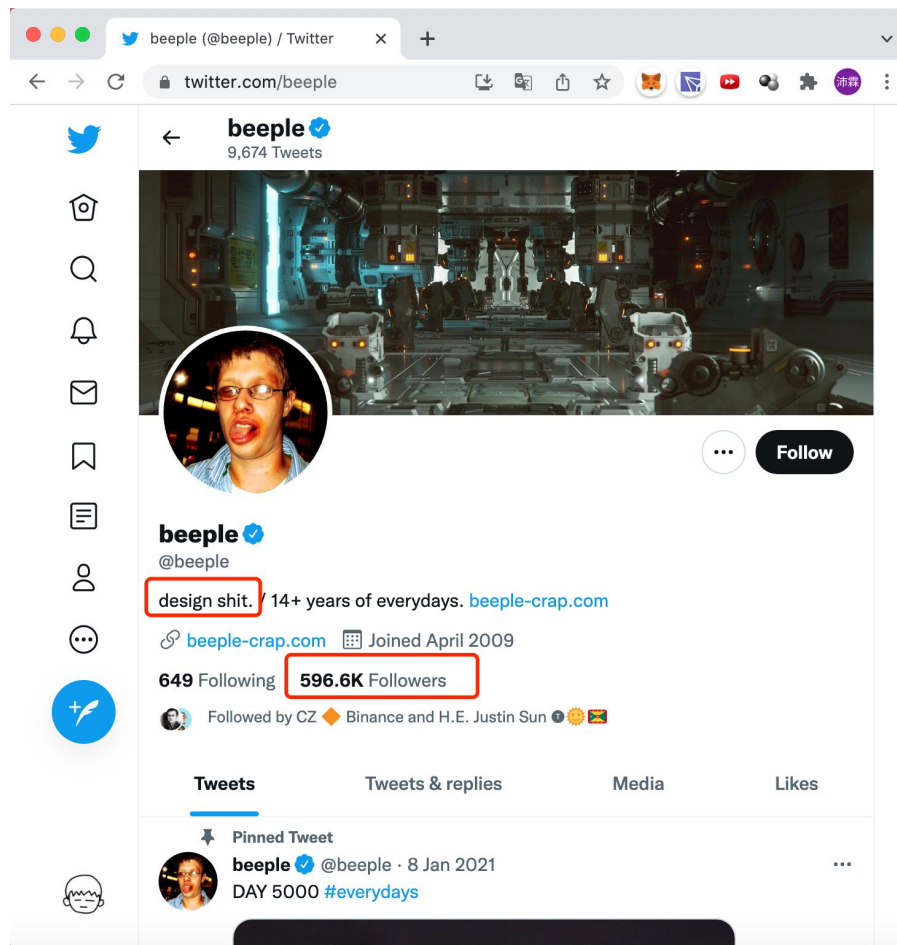 beeple (@beeple) / Twitter
twitter.com/beeple
沛霖
beeple
9,674 Tweets
Follow
beeple
@beeple
design shit. / 14+ years of everydays. beeple-crap.com
beeple-crap.com Joined April 2009
649 Following 596.6K Followers
Followed by CZ 🔶 Binance and H.E. Justin Sun 🅣🌞🇬🇩
Tweets Tweets & replies Media Likes
Pinned Tweet
beeple @beeple · 8 Jan 2021
DAY 5000 #everydays